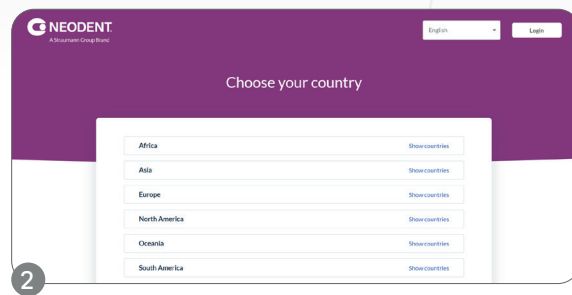 NEODENT
A Straumann Group Brand
English
Login
Choose your country
Africa Show countries
Asia Show countries
Europe Show countries
North America Show countries
Oceania Show countries
South America Show countries
2